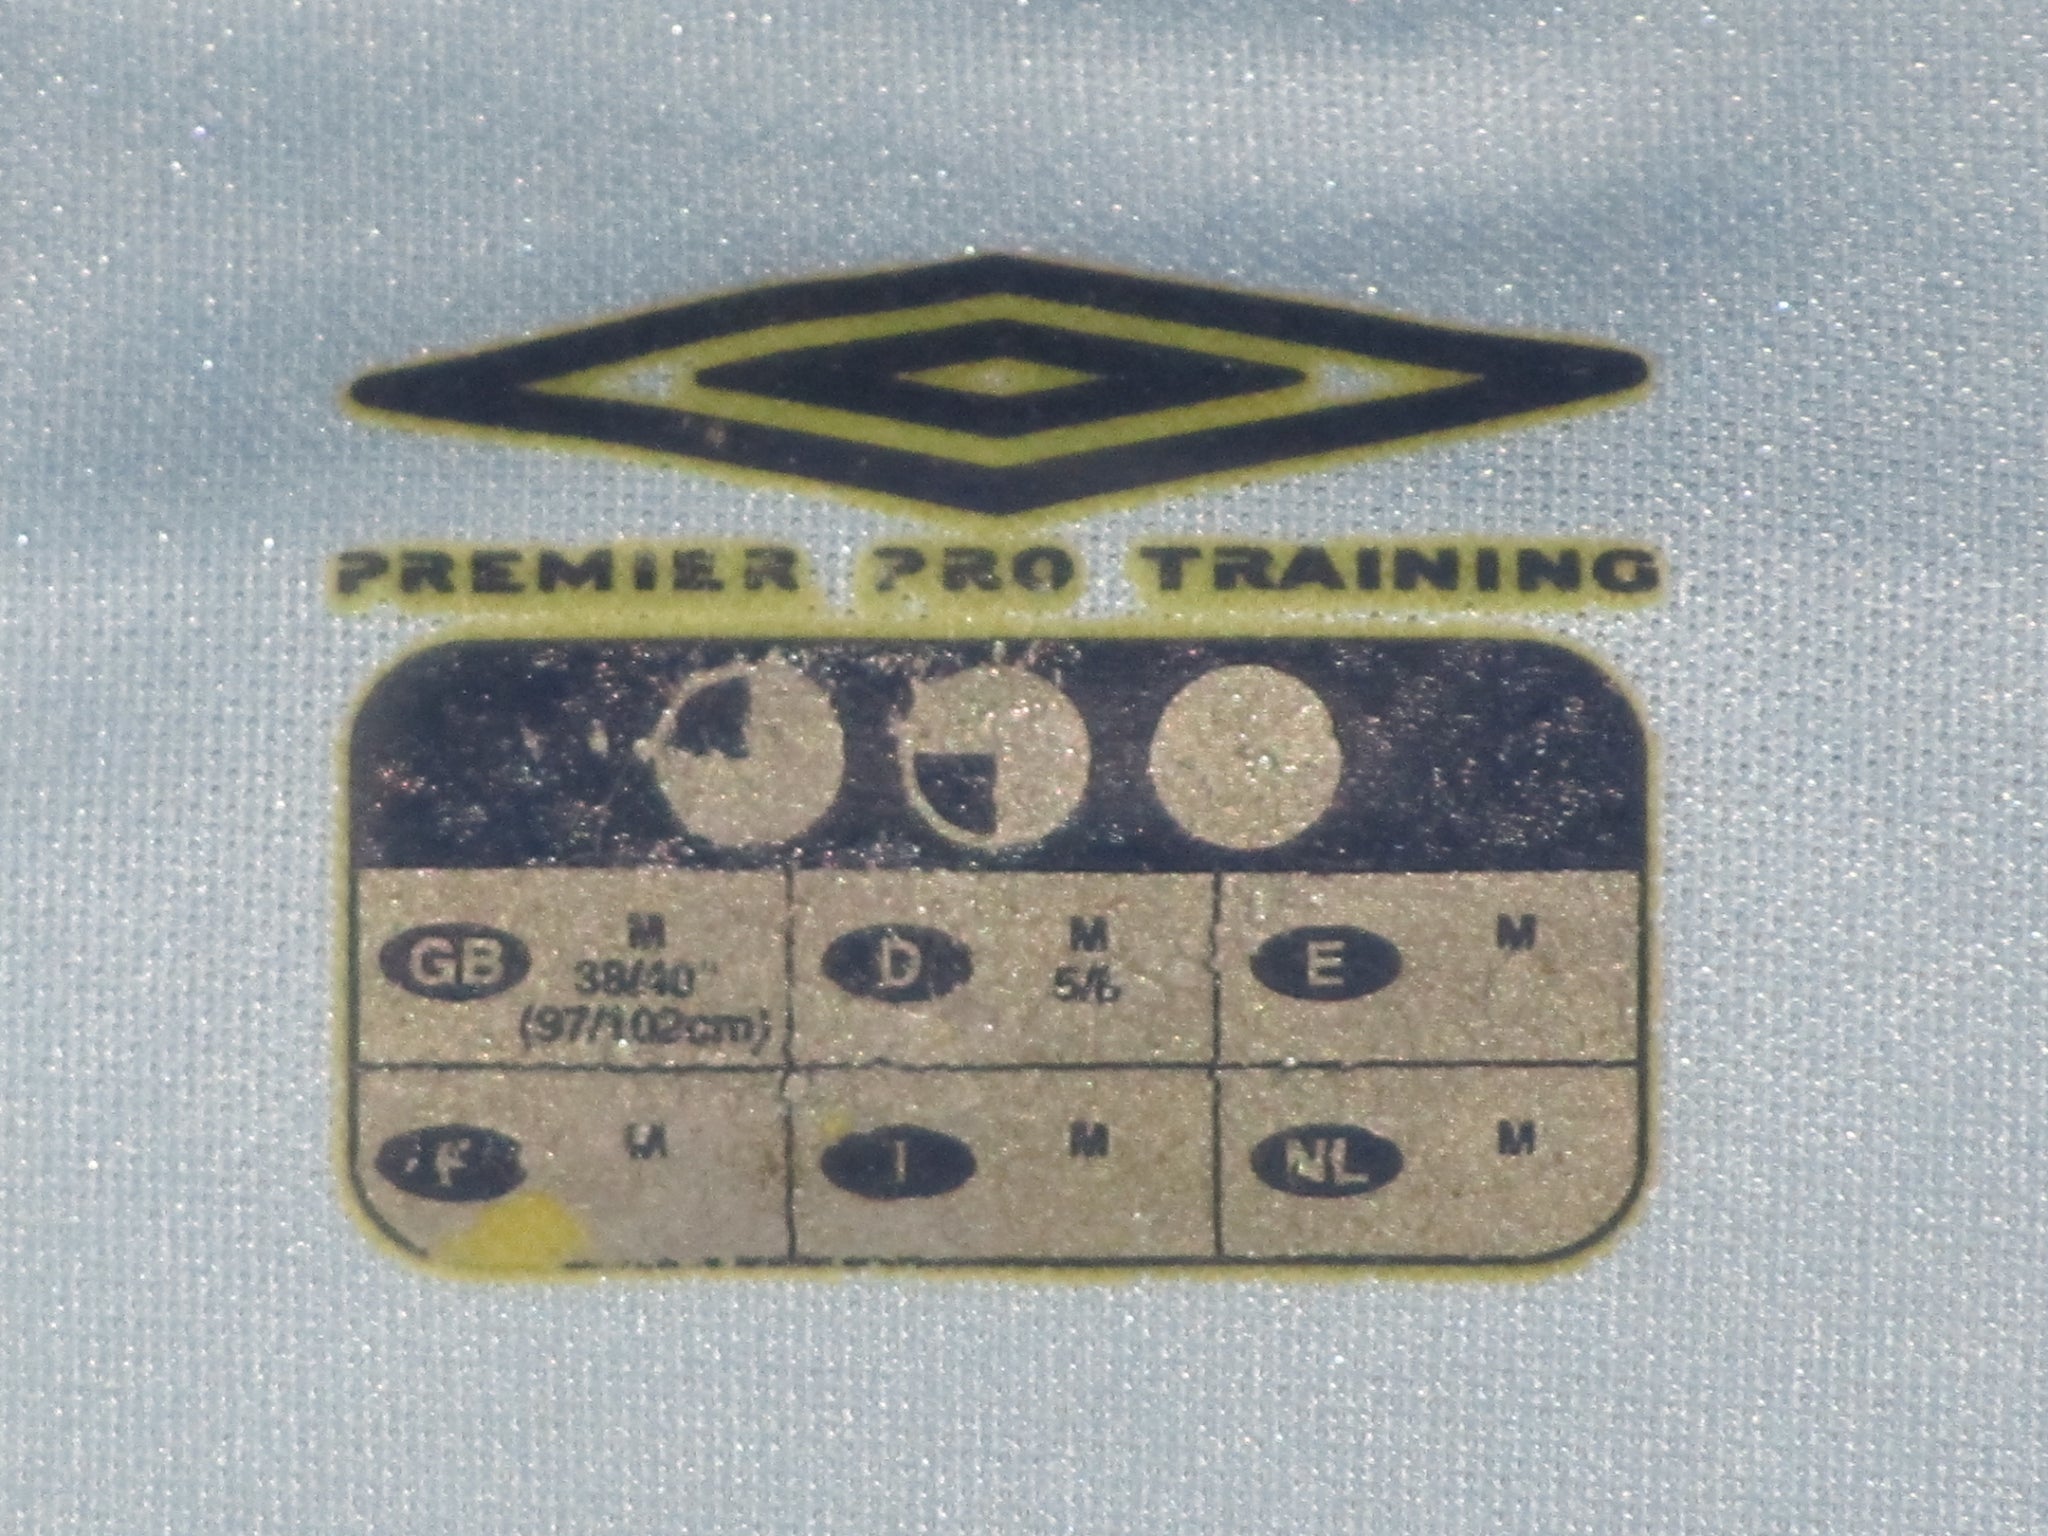 PREMIER PRO TRAINING
GB M
38/40"
(97/102cm)
D M
5/6
E M
F M
I M
NL M